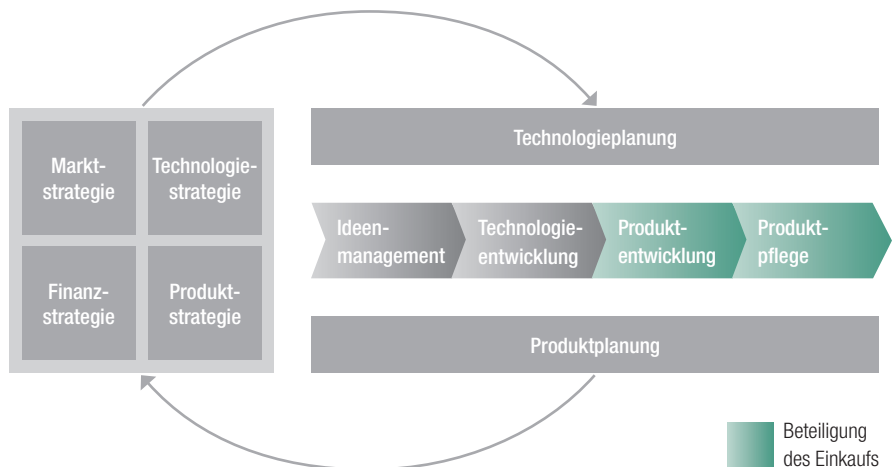 Markt-
strategie
Technologie-
strategie
Finanz-
strategie
Produkt-
strategie
Technologieplanung
Ideen-
management
Technologie-
entwicklung
Produkt-
entwicklung
Produkt-
pflege
Produktplanung
Beteiligung
des Einkaufs